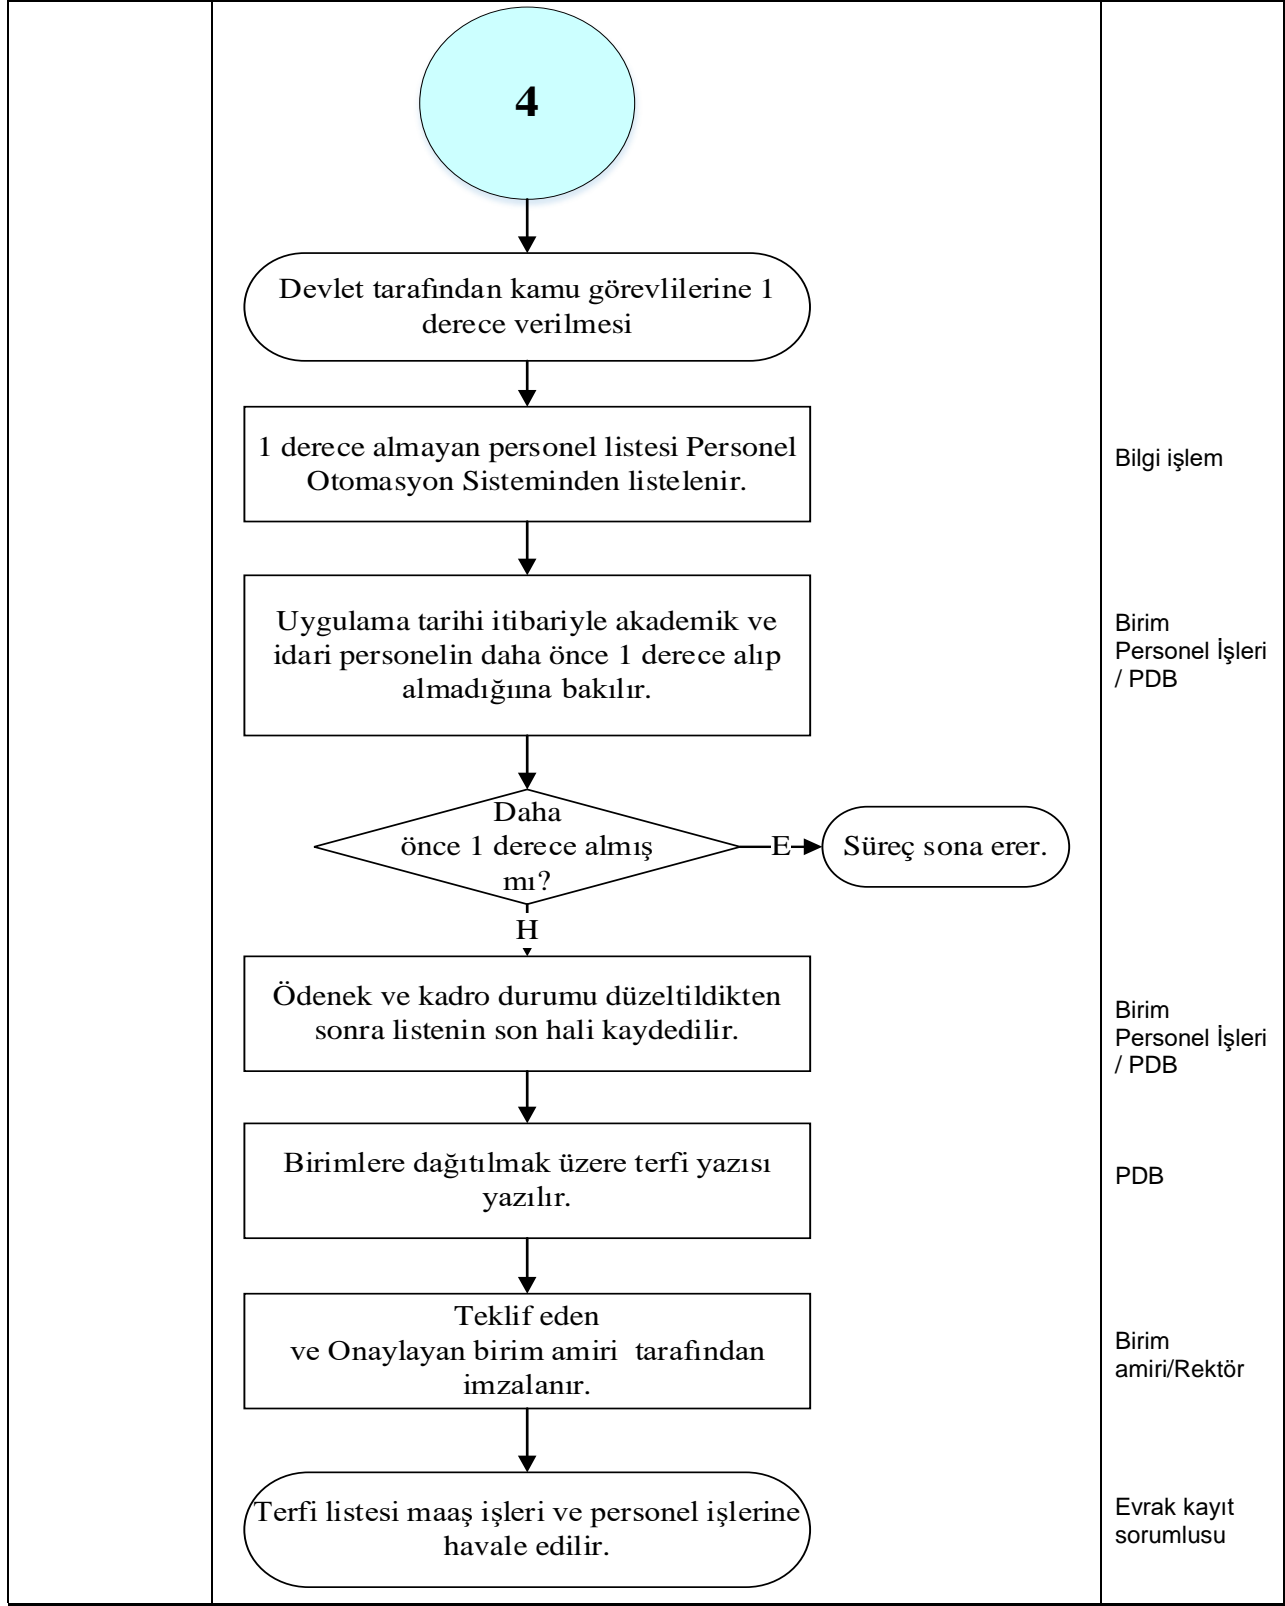 4
Devlet tarafından kamu görevlilerine 1
derece verilmesi
1 derece almayan personel listesi Personel
Otomasyon Sisteminden listelenir.
Bilgi işlem
Uygulama tarihi itibariyle akademik ve
idari personelin daha önce 1 derece alıp
almadığıına bakılır.
Birim
Personel İşleri
/ PDB
Daha
önce 1 derece almış
mı?
E
Süreç sona erer.
H
Ödenek ve kadro durumu düzeltildikten
sonra listenin son hali kaydedilir.
Birim
Personel İşleri
/ PDB
Birimlere dağıtılmak üzere terfi yazısı
yazılır.
PDB
Teklif eden
ve Onaylayan birim amiri  tarafından
imzalanır.
Birim
amiri/Rektör
Terfi listesi maaş işleri ve personel işlerine
havale edilir.
Evrak kayıt
sorumlusu